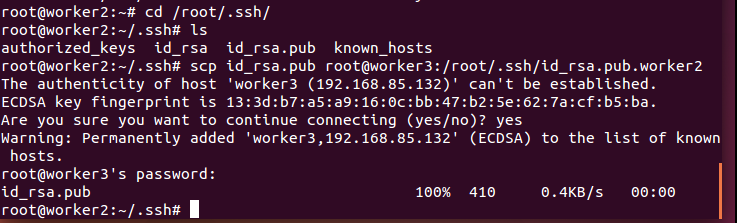 root@worker2:~# cd /root/.ssh/
root@worker2:~/.ssh# ls
authorized_keys  id_rsa  id_rsa.pub  known_hosts
root@worker2:~/.ssh# scp id_rsa.pub root@worker3:/root/.ssh/id_rsa.pub.worker2
The authenticity of host 'worker3 (192.168.85.132)' can't be established.
ECDSA key fingerprint is 13:3d:b7:a5:a9:16:0c:bb:47:b2:5e:62:7a:cf:b5:ba.
Are you sure you want to continue connecting (yes/no)? yes
Warning: Permanently added 'worker3,192.168.85.132' (ECDSA) to the list of known
 hosts.
root@worker3's password:
id_rsa.pub                                    100%  410     0.4KB/s   00:00
root@worker2:~/.ssh#